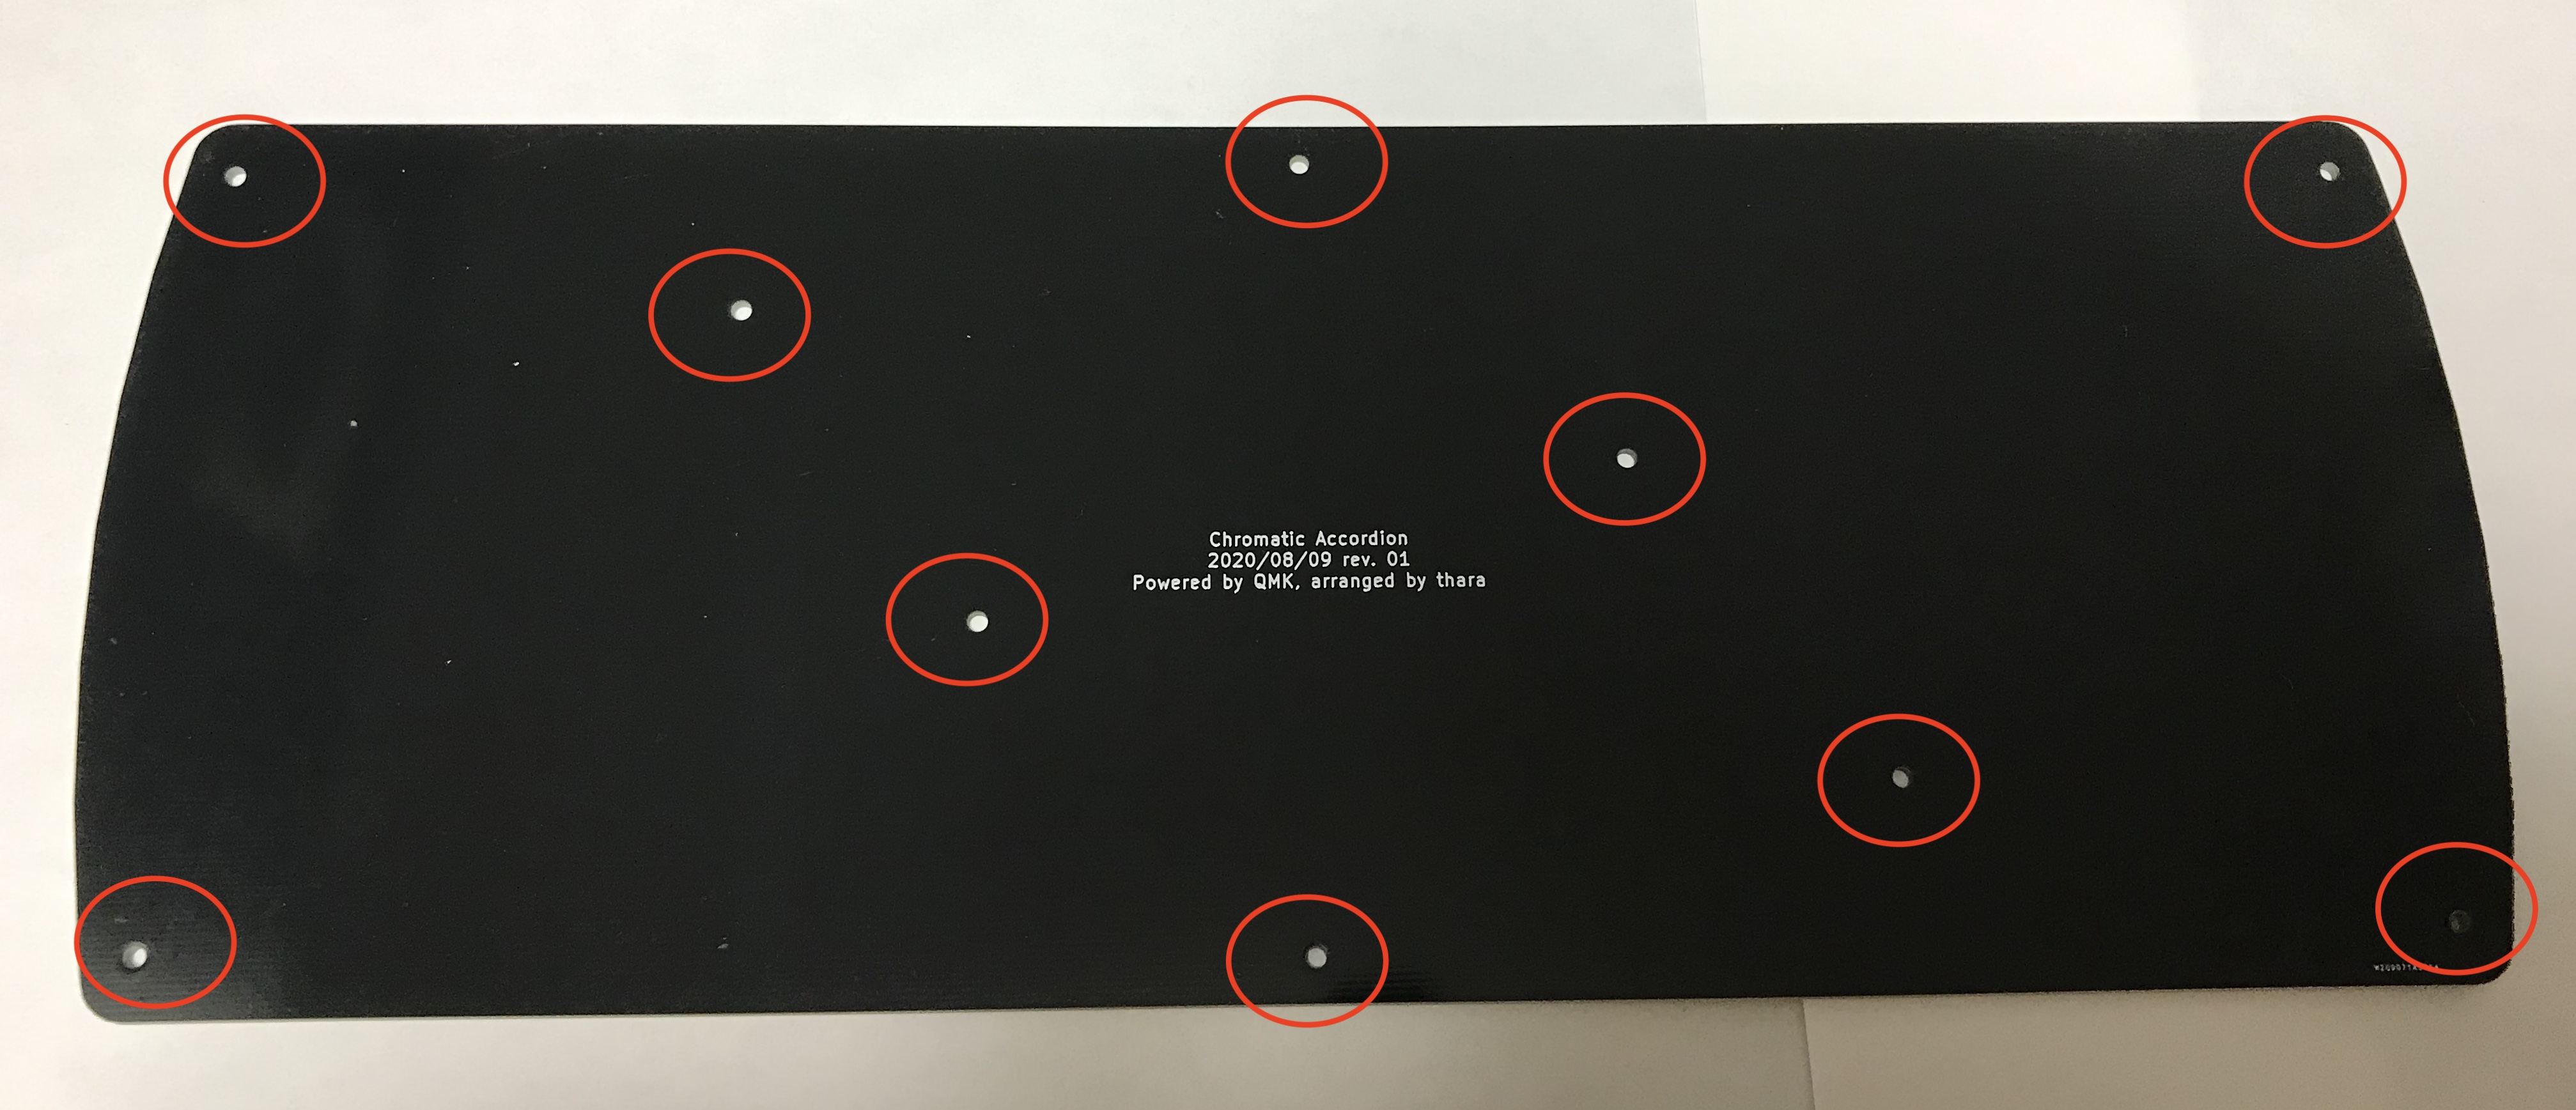 Chromatic Accordion
2020/08/09 rev. 01
Powered by QMK, arranged by thara